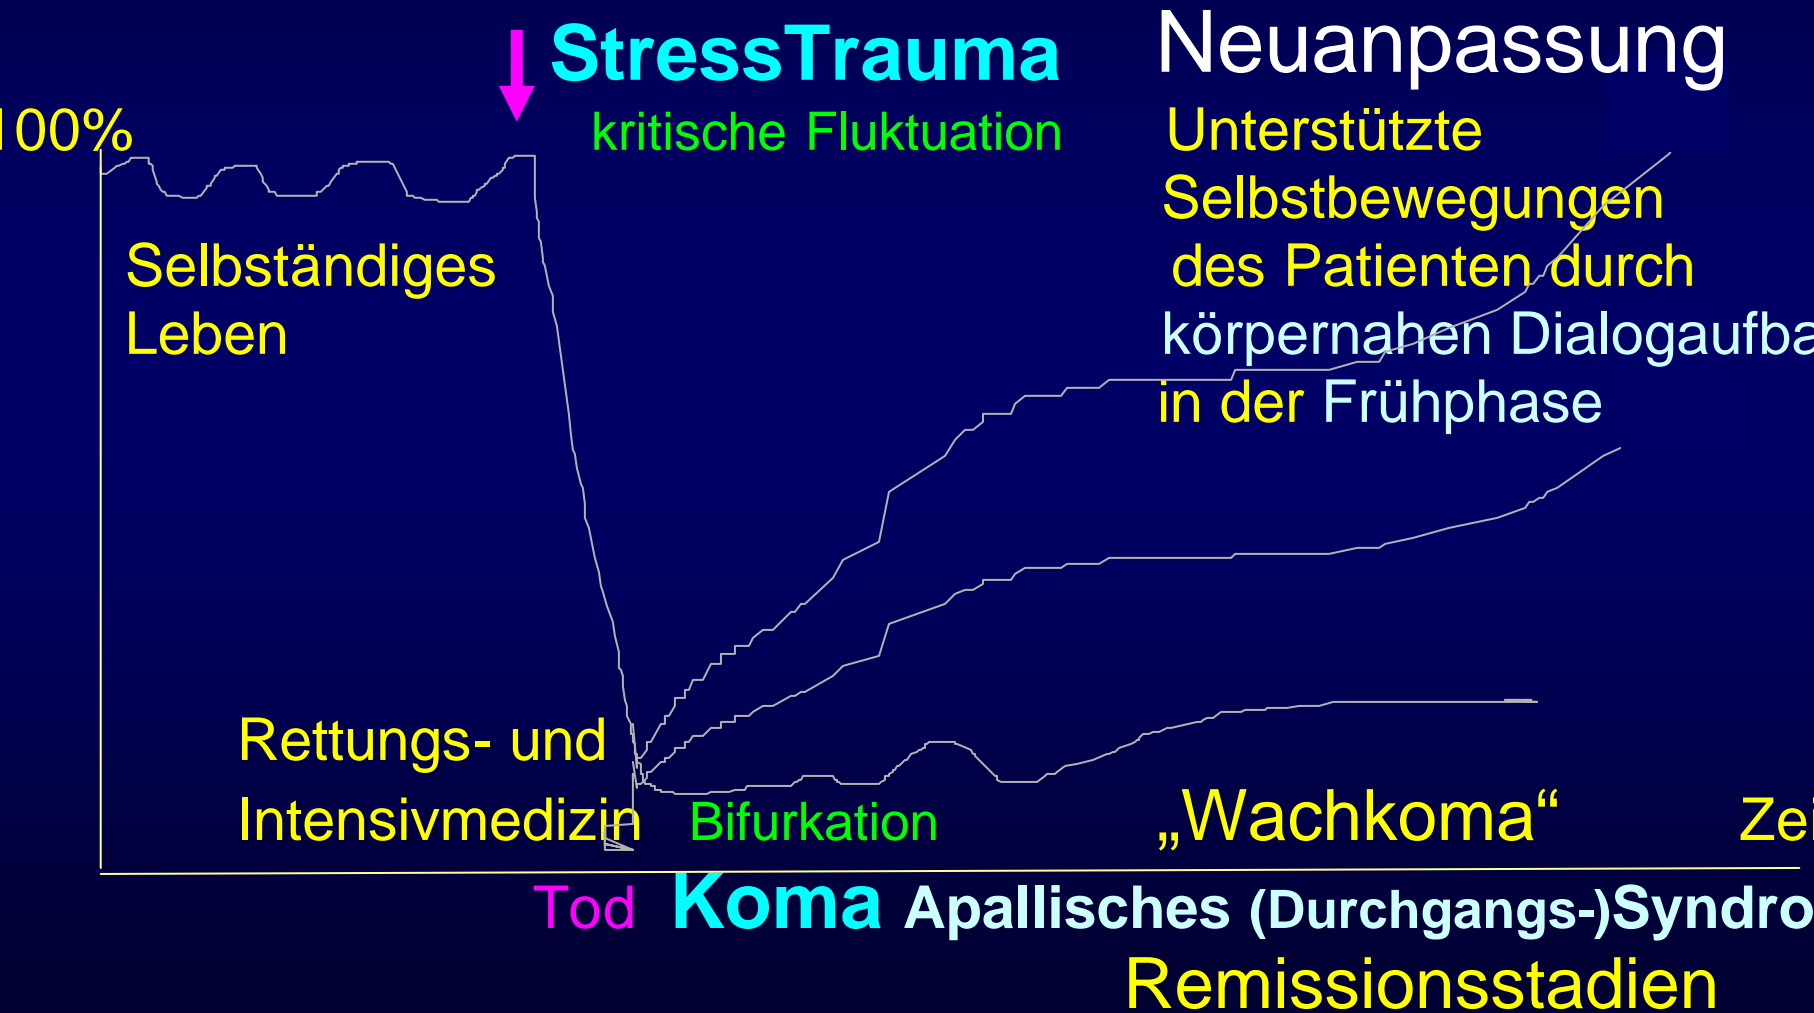 StressTrauma
Neuanpassung
100%
kritische Fluktuation
Unterstützte
Selbstbewegungen
des Patienten durch
körpernahen Dialogaufba
in der Frühphase
Selbständiges
Leben
Rettungs- und
Intensivmedizin
Bifurkation
„Wachkoma“
Zei
Tod Koma Apallisches (Durchgangs-)Syndro
Remissionsstadien